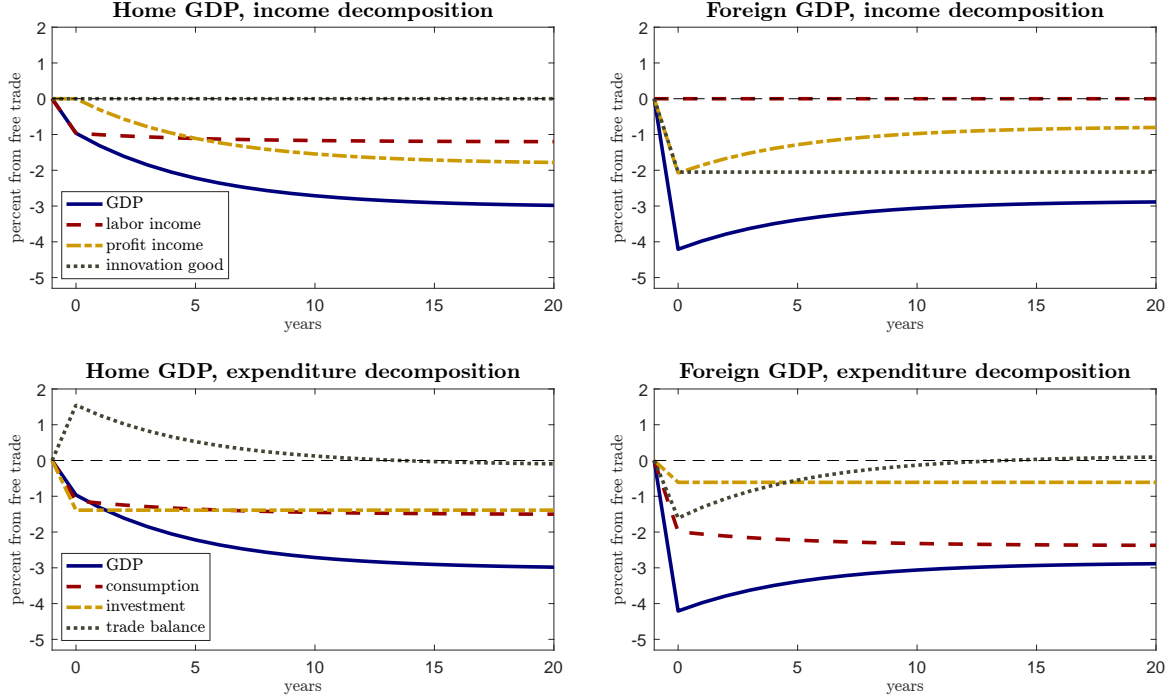 Home GDP, income decomposition
percent from free trade
2
1
0
-1
-2
-3
-4
-5
GDP
labor income
profit income
innovation good
0 5 10 15 20
years
Foreign GDP, income decomposition
percent from free trade
2
1
0
-1
-2
-3
-4
-5
0 5 10 15 20
years
Home GDP, expenditure decomposition
percent from free trade
2
1
0
-1
-2
-3
-4
-5
GDP
consumption
investment
trade balance
0 5 10 15 20
years
Foreign GDP, expenditure decomposition
percent from free trade
2
1
0
-1
-2
-3
-4
-5
0 5 10 15 20
years